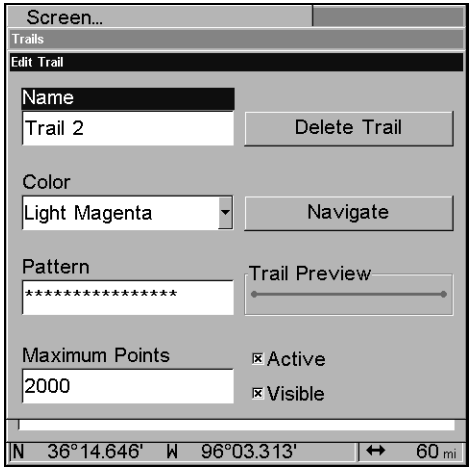 Screen...
Trails
Edit Trail
Name
Trail 2
Delete Trail
Color
Light Magenta
Navigate
Pattern
****************
Trail Preview
Maximum Points
2000
Active
Visible
N 36°14.646' W 96°03.313' ↔ 60 mi